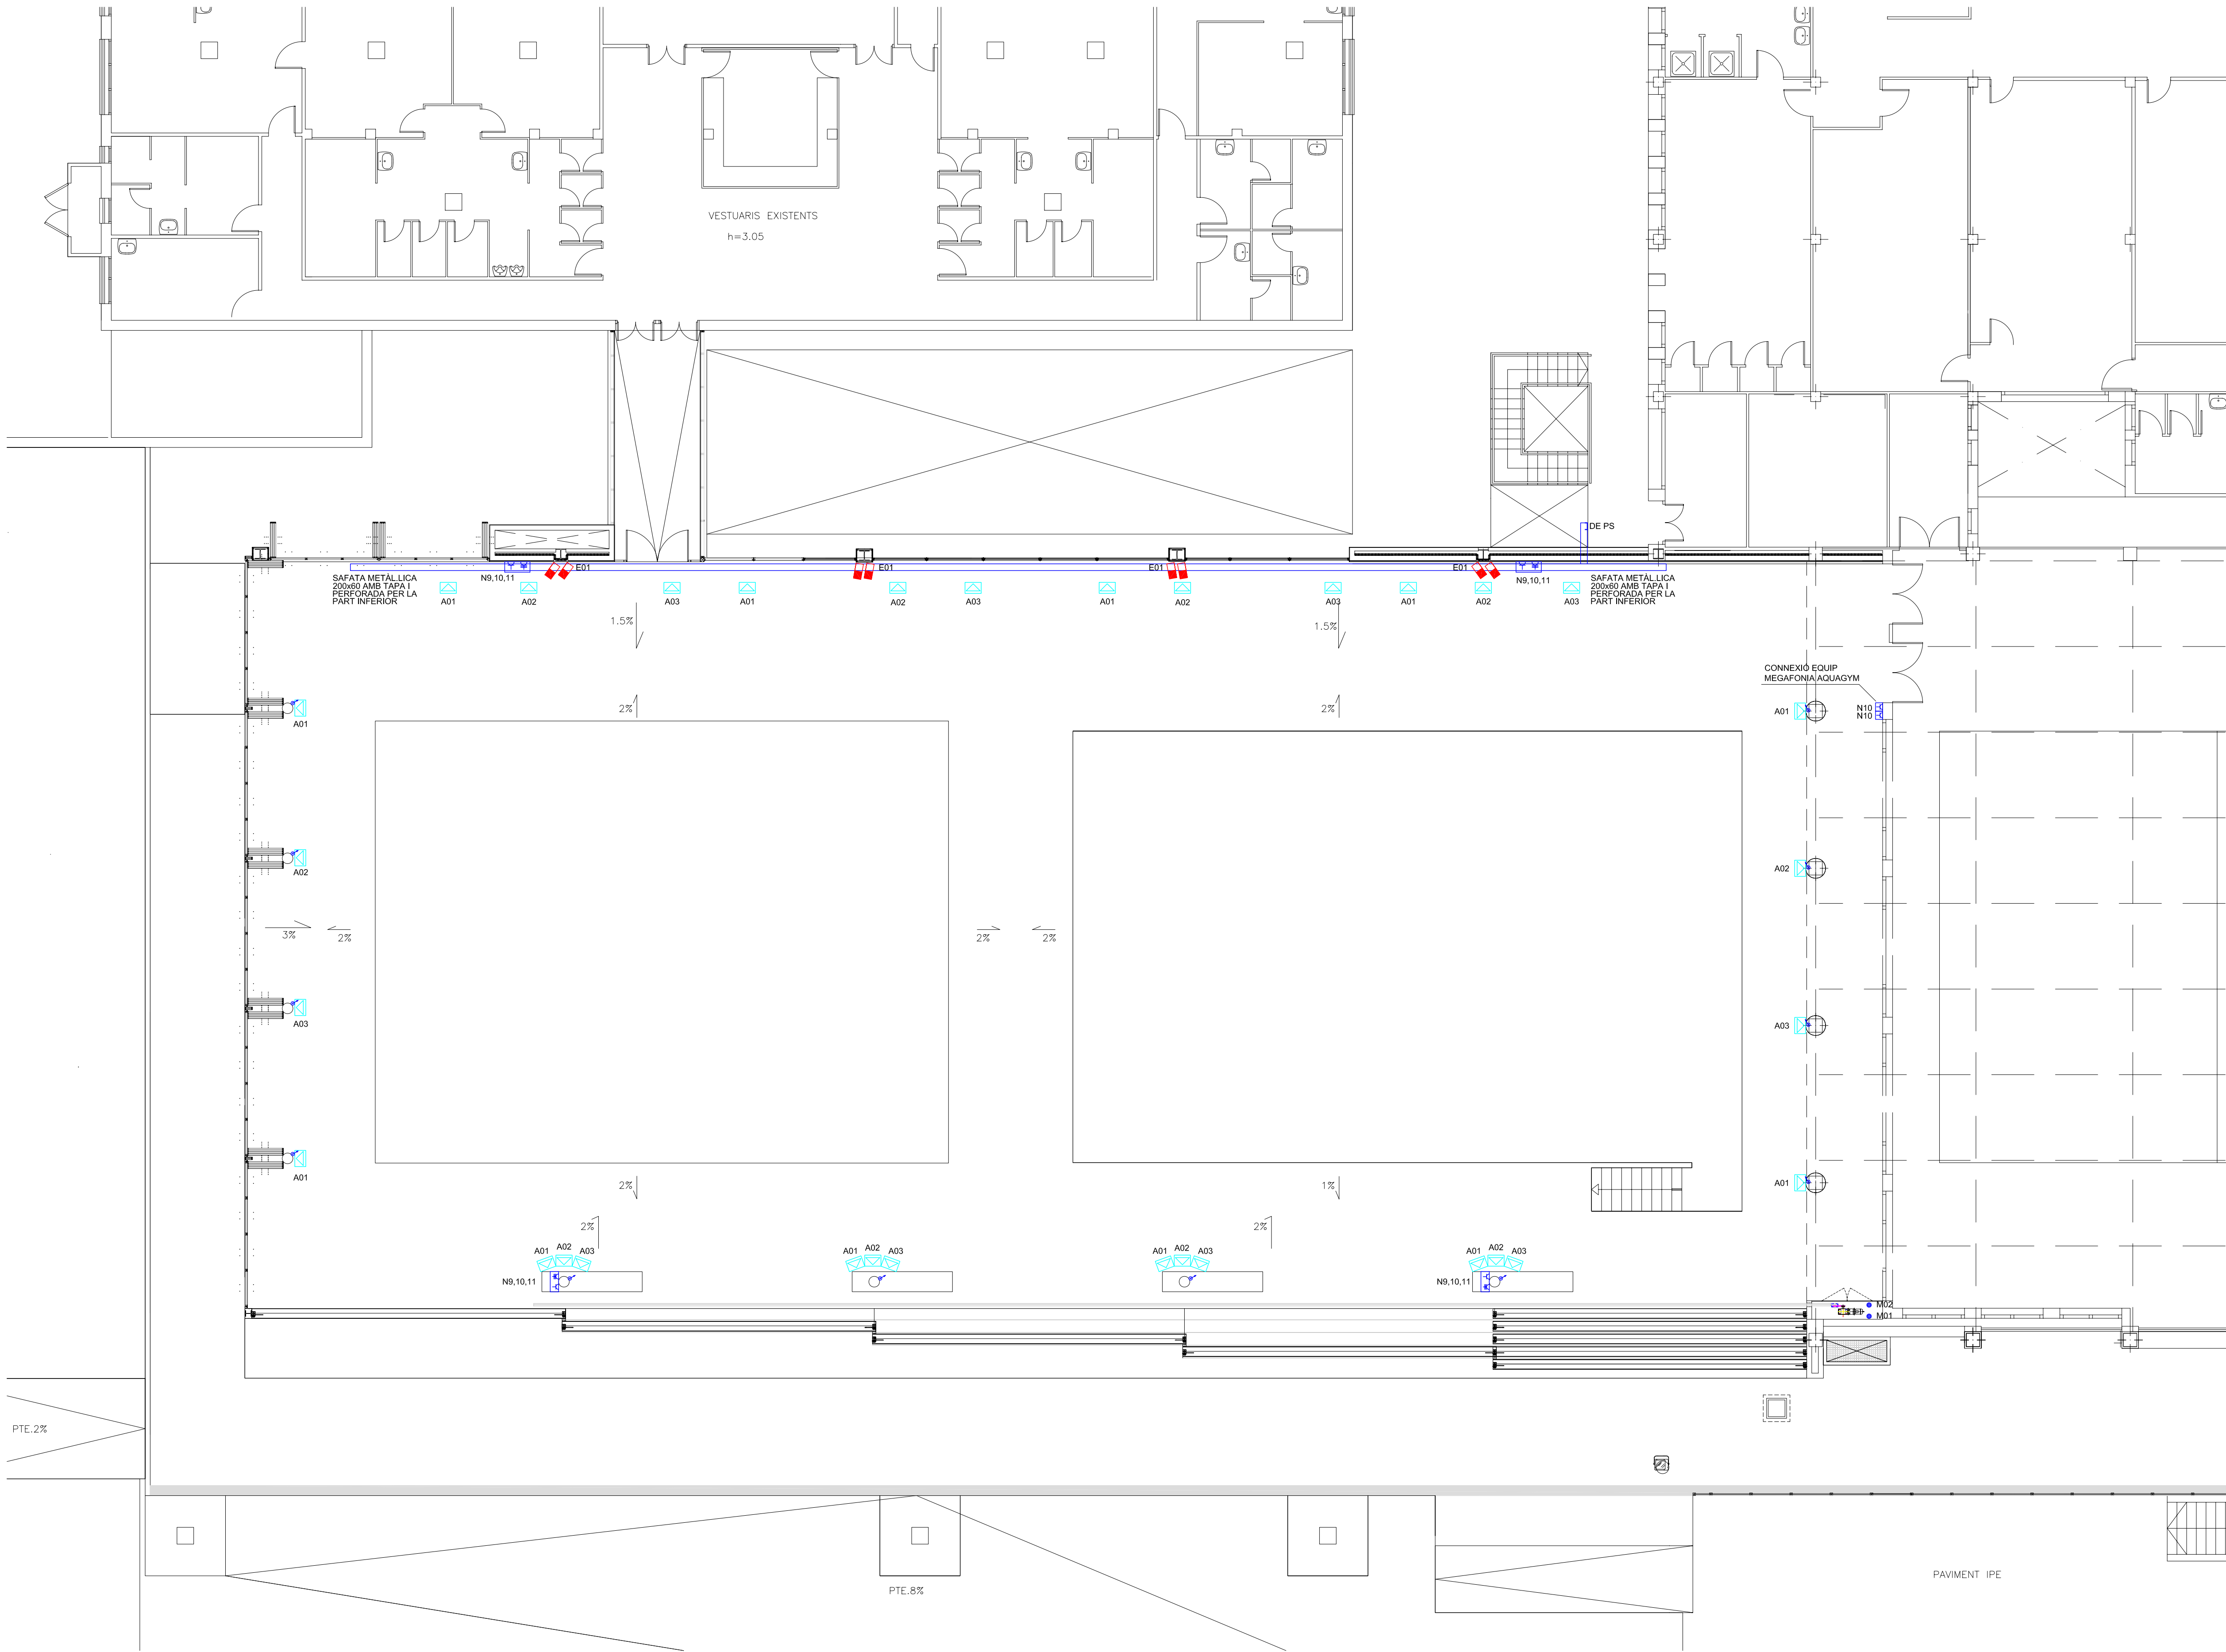 VESTUARIS EXISTENTS
h=3.05
DE PS
E01
E01
E01
E01
SAFATA METÀL.LICA
200x60 AMB TAPA I
PERFORADA PER LA
PART INFERIOR
N9,10,11
N9,10,11
SAFATA METÀL.LICA
200x60 AMB TAPA I
PERFORADA PER LA
PART INFERIOR
A01
A02
A03
A01
A02
A03
A01
A02
A03
A01
A02
A03
1.5%
1.5%
CONNEXIÓ EQUIP
MEGAFONIA AQUAGYM
2%
2%
A01
A01
N10
N10
A02
A02
3%
2%
2%
2%
A03
A03
A01
A01
2%
1%
2%
2%
A01 A02 A03
A01 A02 A03
A01 A02 A03
A01 A02 A03
N9,10,11
N9,10,11
M02
M01
PTE.2%
PTE.8%
PAVIMENT IPE